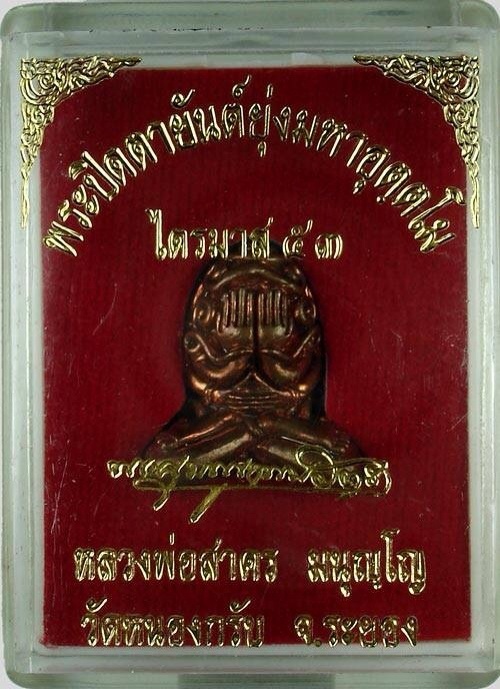 พระปิดตายันต์ยุ่งมหาอุตฺตโม
ไตรมาส ๕๓
หลวงพ่อสาคร มนุญฺโญ
วัดหนองกรับ จ.ระยอง